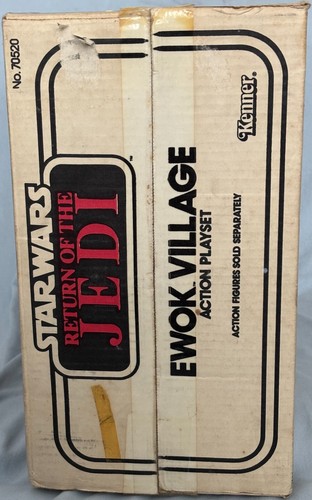 No. 70520
STAR WARS
RETURN OF THE
JEDI
EWOK VILLAGE
ACTION PLAYSET
ACTION FIGURES SOLD SEPARATELY
Kenner